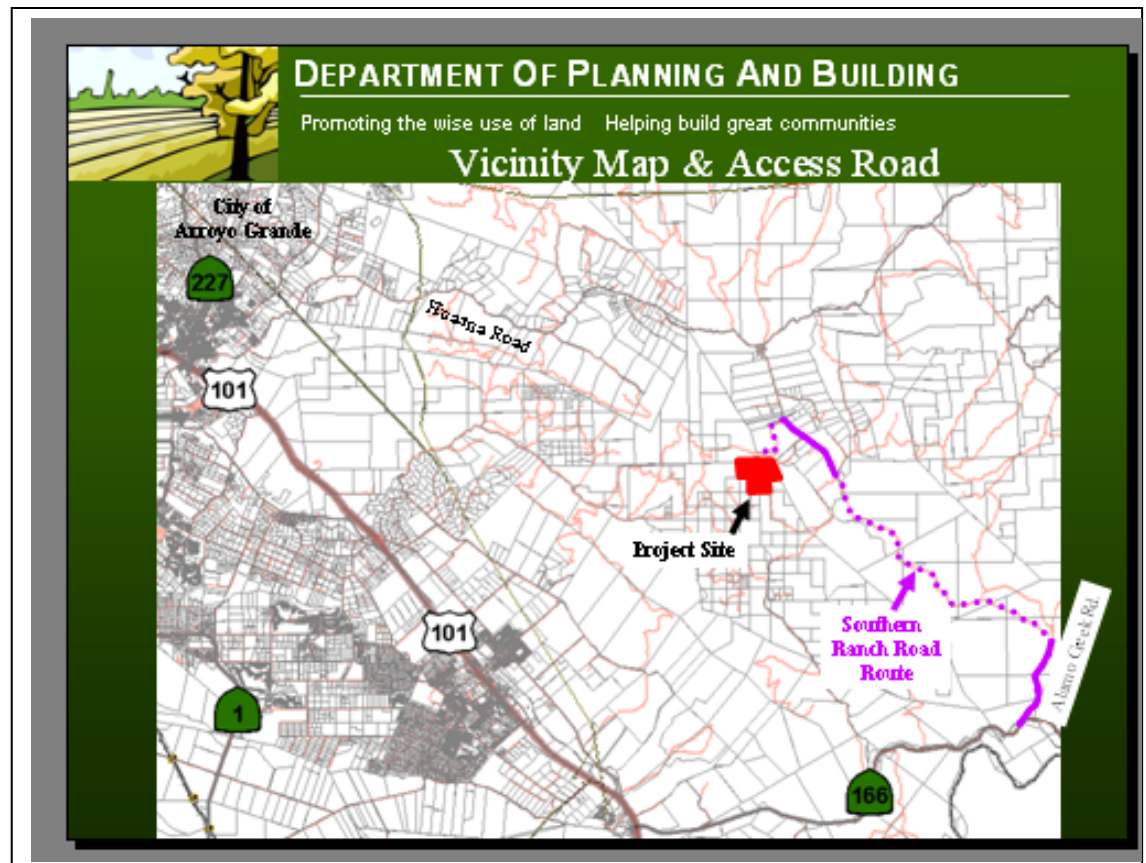 DEPARTMENT OF PLANNING AND BUILDING
Promoting the wise use of land Helping build great communities
Vicinity Map & Access Road
City of
Arroyo Grande
227
Huasna Road
101
Project Site
101
Southern
Ranch Road
Route
Alamo Creek Rd.
1
166